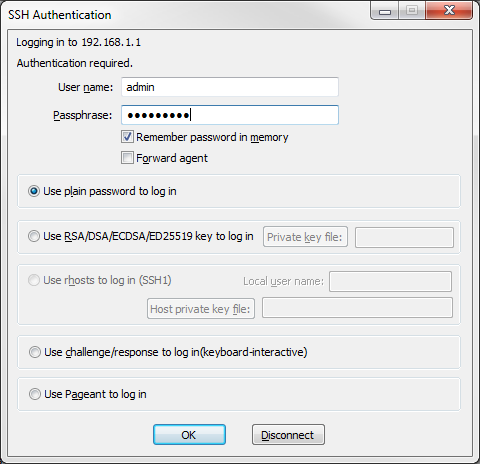 SSH Authentication
Logging in to 192.168.1.1
Authentication required.
User name: admin
Passphrase: ●●●●●●●●●
Remember password in memory
Forward agent
Use plain password to log in
Use RSA/DSA/ECDSA/ED25519 key to log in Private key file:
Use rhosts to log in (SSH1) Local user name:
Host private key file:
Use challenge/response to log in(keyboard-interactive)
Use Pageant to log in
OK Disconnect